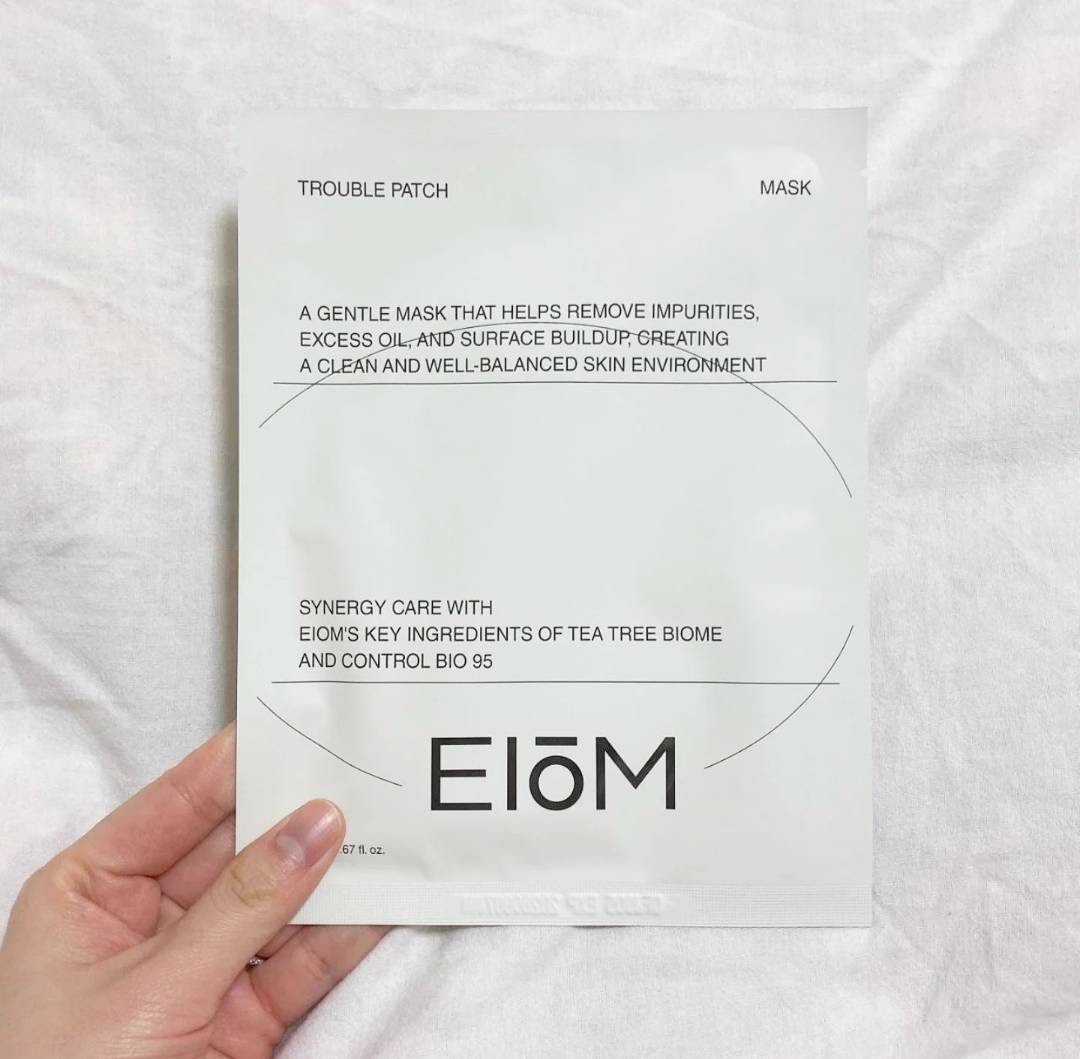 TROUBLE PATCH MASK
A GENTLE MASK THAT HELPS REMOVE IMPURITIES,
EXCESS OIL, AND SURFACE BUILDUP, CREATING
A CLEAN AND WELL-BALANCED SKIN ENVIRONMENT
SYNERGY CARE WITH
EIOM'S KEY INGREDIENTS OF TEA TREE BIOME
AND CONTROL BIO 95
EIōM
.67 fl. oz.